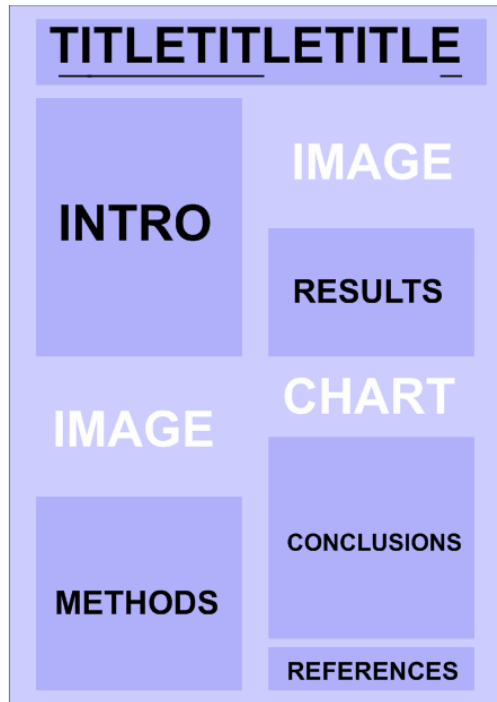 TITLETITLETITLE
INTRO
IMAGE
METHODS
IMAGE
RESULTS
CHART
CONCLUSIONS
REFERENCES